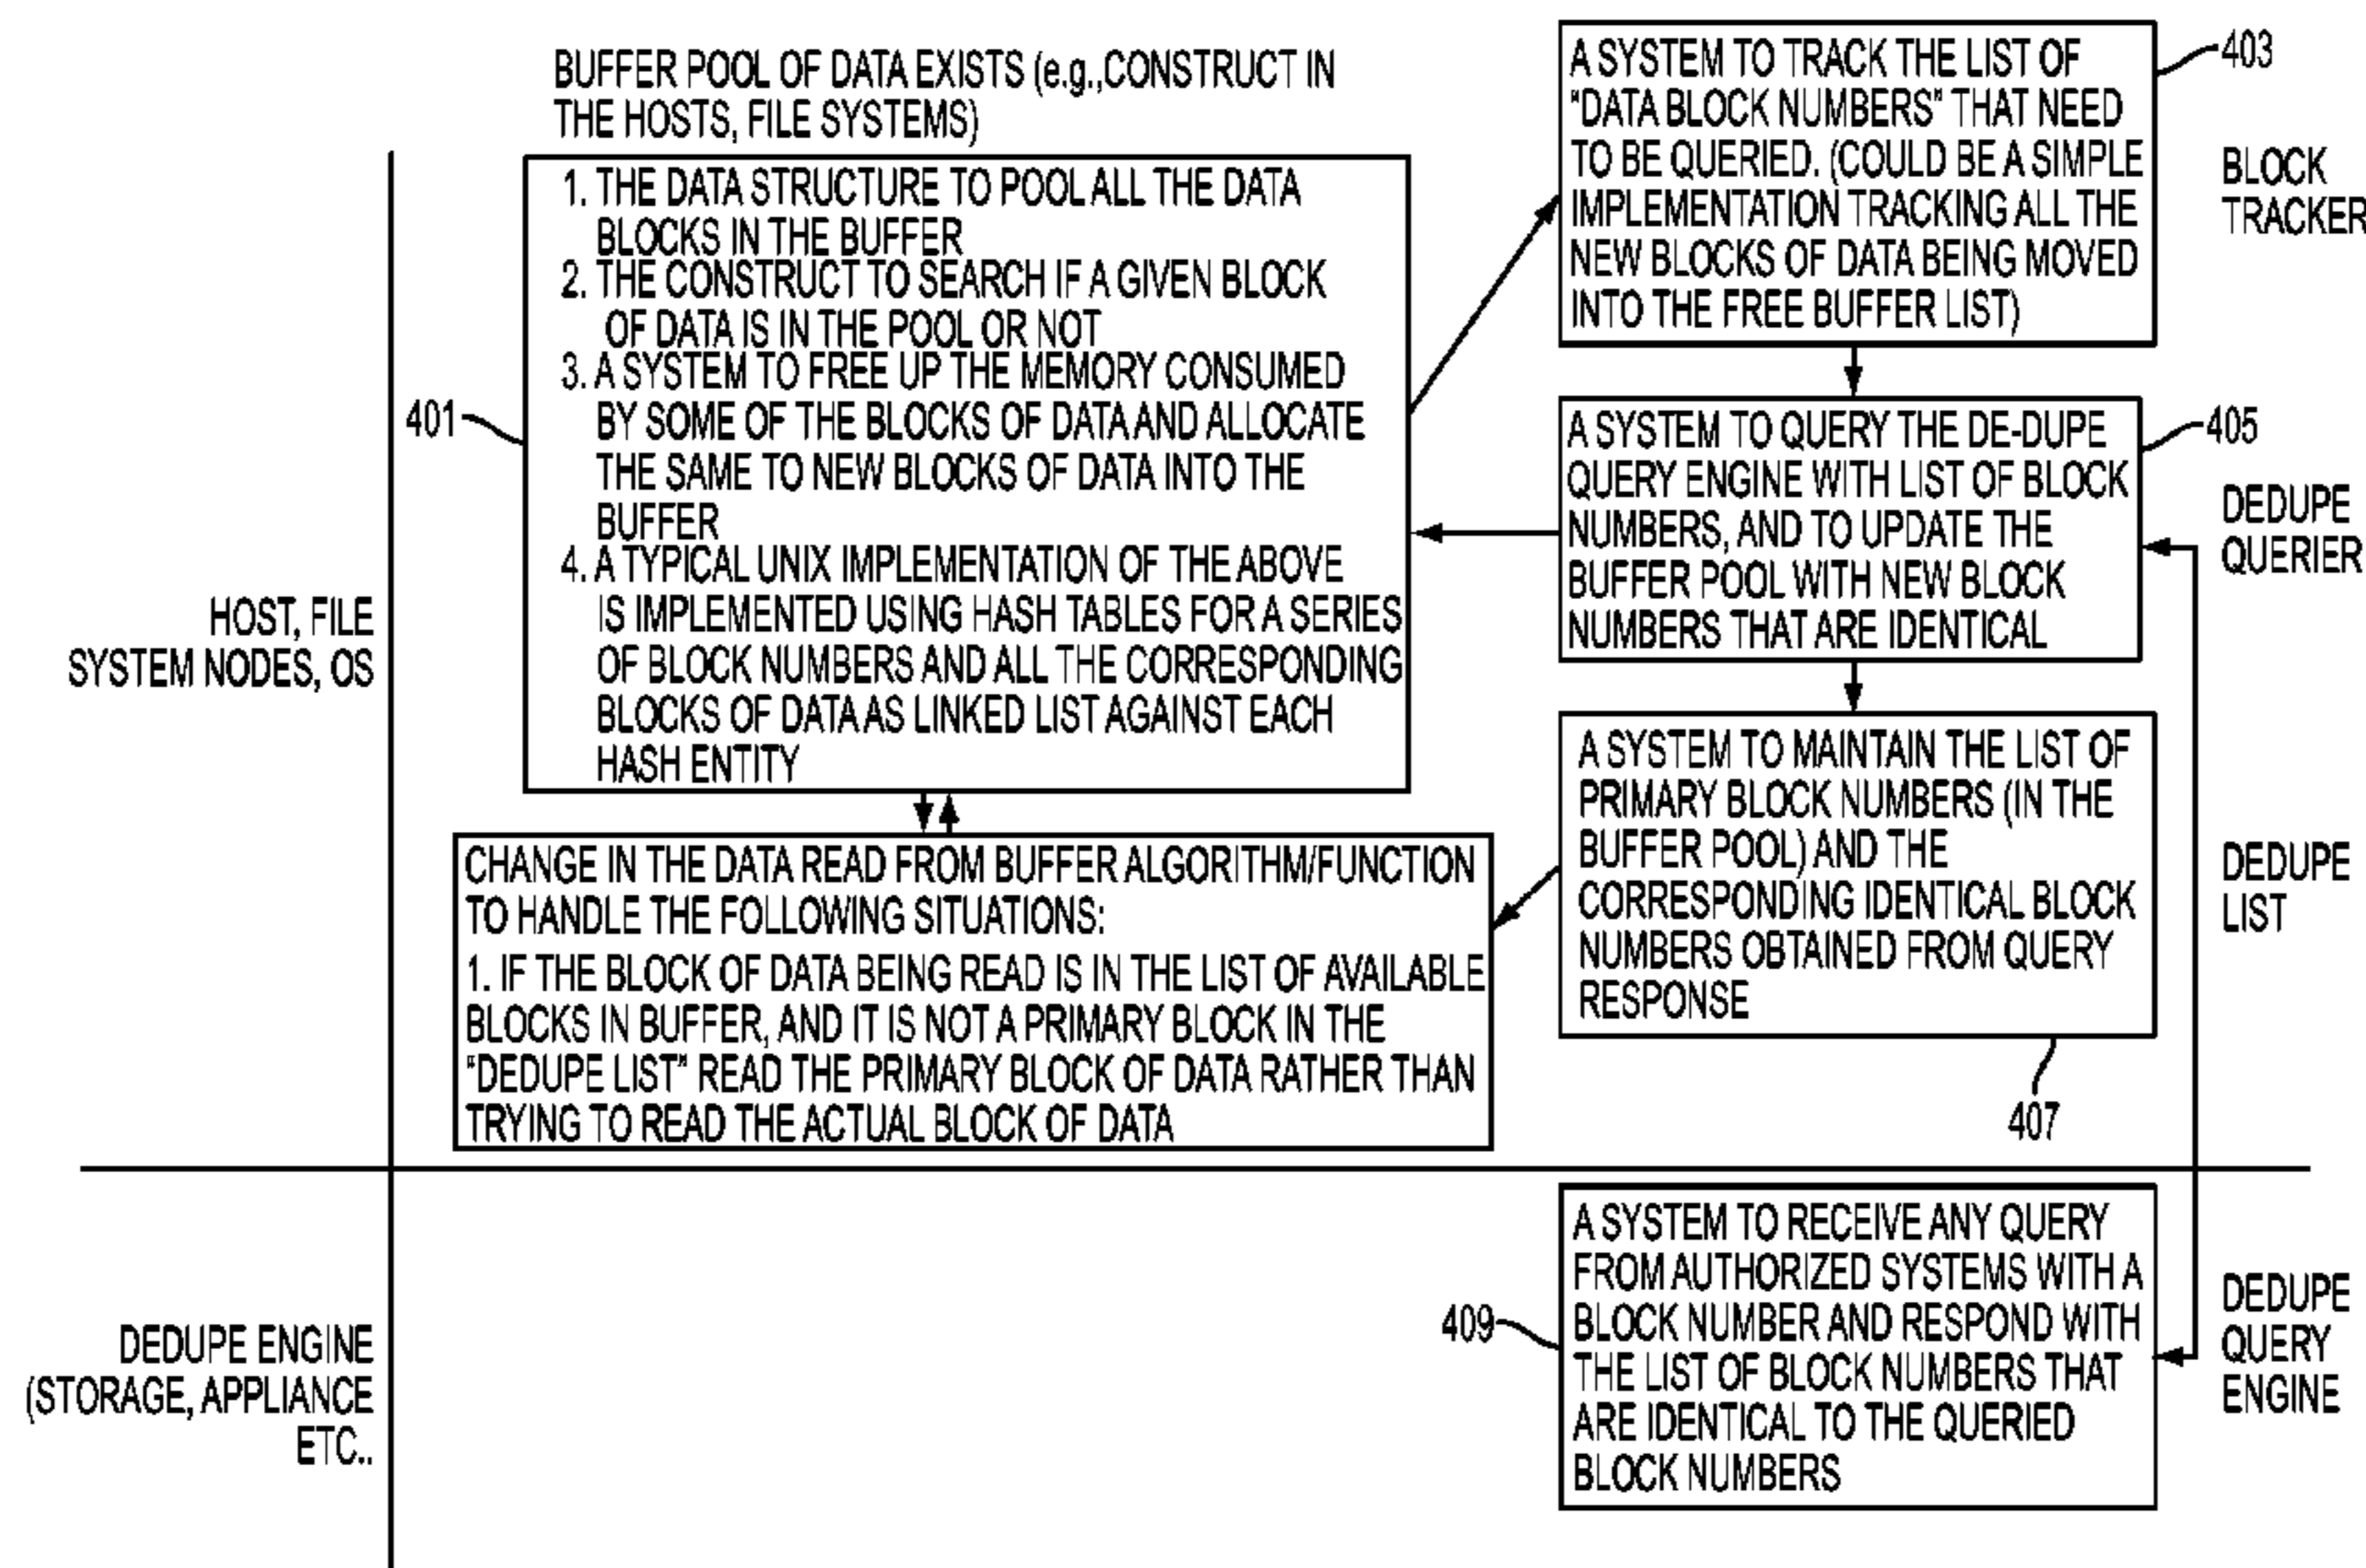 BUFFER POOL OF DATA EXISTS (e.g.,CONSTRUCT IN
THE HOSTS, FILE SYSTEMS)
1. THE DATA STRUCTURE TO POOL ALL THE DATA
BLOCKS IN THE BUFFER
2. THE CONSTRUCT TO SEARCH IF A GIVEN BLOCK
OF DATA IS IN THE POOL OR NOT
3. A SYSTEM TO FREE UP THE MEMORY CONSUMED
BY SOME OF THE BLOCKS OF DATA AND ALLOCATE
THE SAME TO NEW BLOCKS OF DATA INTO THE
BUFFER
4. A TYPICAL UNIX IMPLEMENTATION OF THE ABOVE
IS IMPLEMENTED USING HASH TABLES FOR A SERIES
OF BLOCK NUMBERS AND ALL THE CORRESPONDING
BLOCKS OF DATA AS LINKED LIST AGAINST EACH
HASH ENTITY
401
HOST, FILE
SYSTEM NODES, OS
CHANGE IN THE DATA READ FROM BUFFER ALGORITHM/FUNCTION
TO HANDLE THE FOLLOWING SITUATIONS:
1. IF THE BLOCK OF DATA BEING READ IS IN THE LIST OF AVAILABLE
BLOCKS IN BUFFER, AND IT IS NOT A PRIMARY BLOCK IN THE
"DEDUPE LIST" READ THE PRIMARY BLOCK OF DATA RATHER THAN
TRYING TO READ THE ACTUAL BLOCK OF DATA
A SYSTEM TO TRACK THE LIST OF
"DATA BLOCK NUMBERS" THAT NEED
TO BE QUERIED. (COULD BE A SIMPLE
IMPLEMENTATION TRACKING ALL THE
NEW BLOCKS OF DATA BEING MOVED
INTO THE FREE BUFFER LIST)
403
BLOCK
TRACKER
A SYSTEM TO QUERY THE DE-DUPE
QUERY ENGINE WITH LIST OF BLOCK
NUMBERS, AND TO UPDATE THE
BUFFER POOL WITH NEW BLOCK
NUMBERS THAT ARE IDENTICAL
405
DEDUPE
QUERIER
A SYSTEM TO MAINTAIN THE LIST OF
PRIMARY BLOCK NUMBERS (IN THE
BUFFER POOL) AND THE
CORRESPONDING IDENTICAL BLOCK
NUMBERS OBTAINED FROM QUERY
RESPONSE
407
DEDUPE
LIST
DEDUPE ENGINE
(STORAGE, APPLIANCE
ETC..
409
A SYSTEM TO RECEIVE ANY QUERY
FROM AUTHORIZED SYSTEMS WITH A
BLOCK NUMBER AND RESPOND WITH
THE LIST OF BLOCK NUMBERS THAT
ARE IDENTICAL TO THE QUERIED
BLOCK NUMBERS
DEDUPE
QUERY
ENGINE